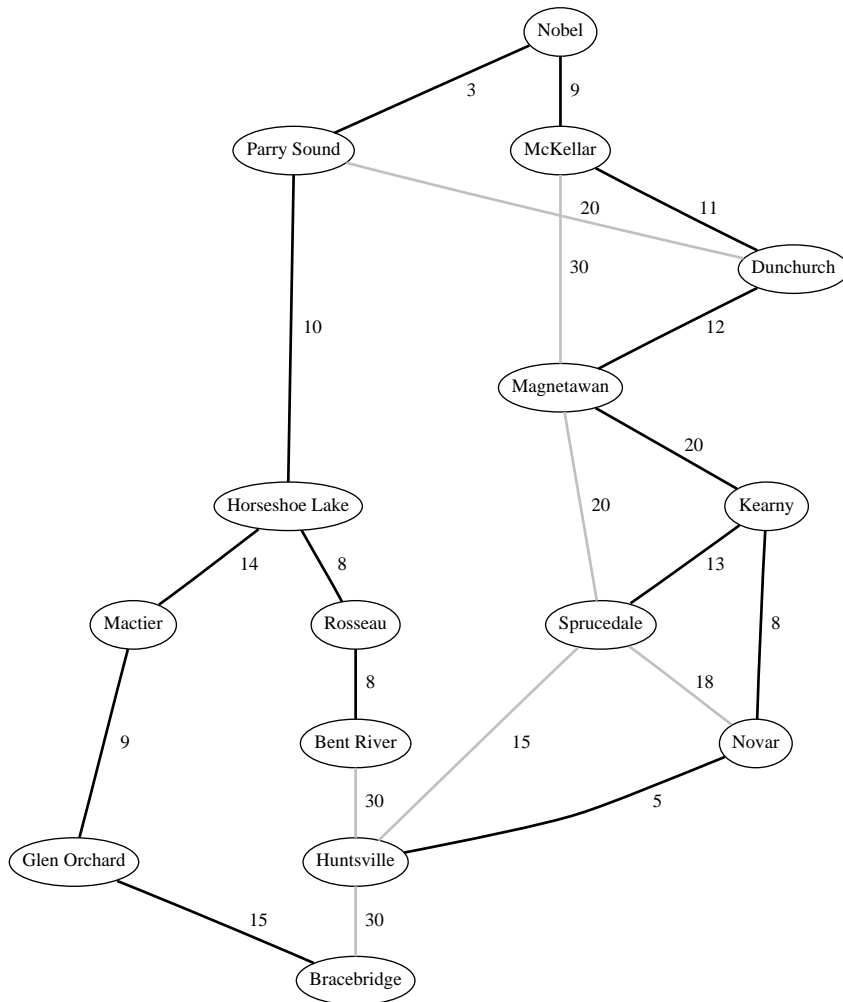 Nobel
3
9
Parry Sound
McKellar
20
11
30
Dunchurch
10
12
Magnetawan
20
Horseshoe Lake
20
Kearny
14
8
13
Mactier
Rosseau
Sprucedale
8
8
18
9
Bent River
15
Novar
30
5
Glen Orchard
Huntsville
15
30
Bracebridge